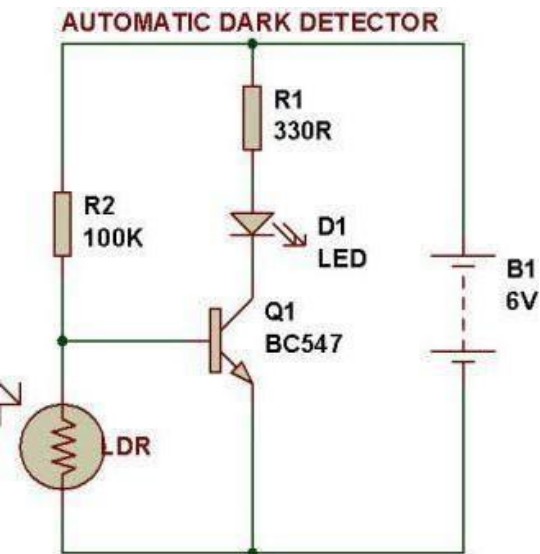 AUTOMATIC DARK DETECTOR
R1
330R
R2
100K
D1
LED
B1
6V
Q1
BC547
LDR